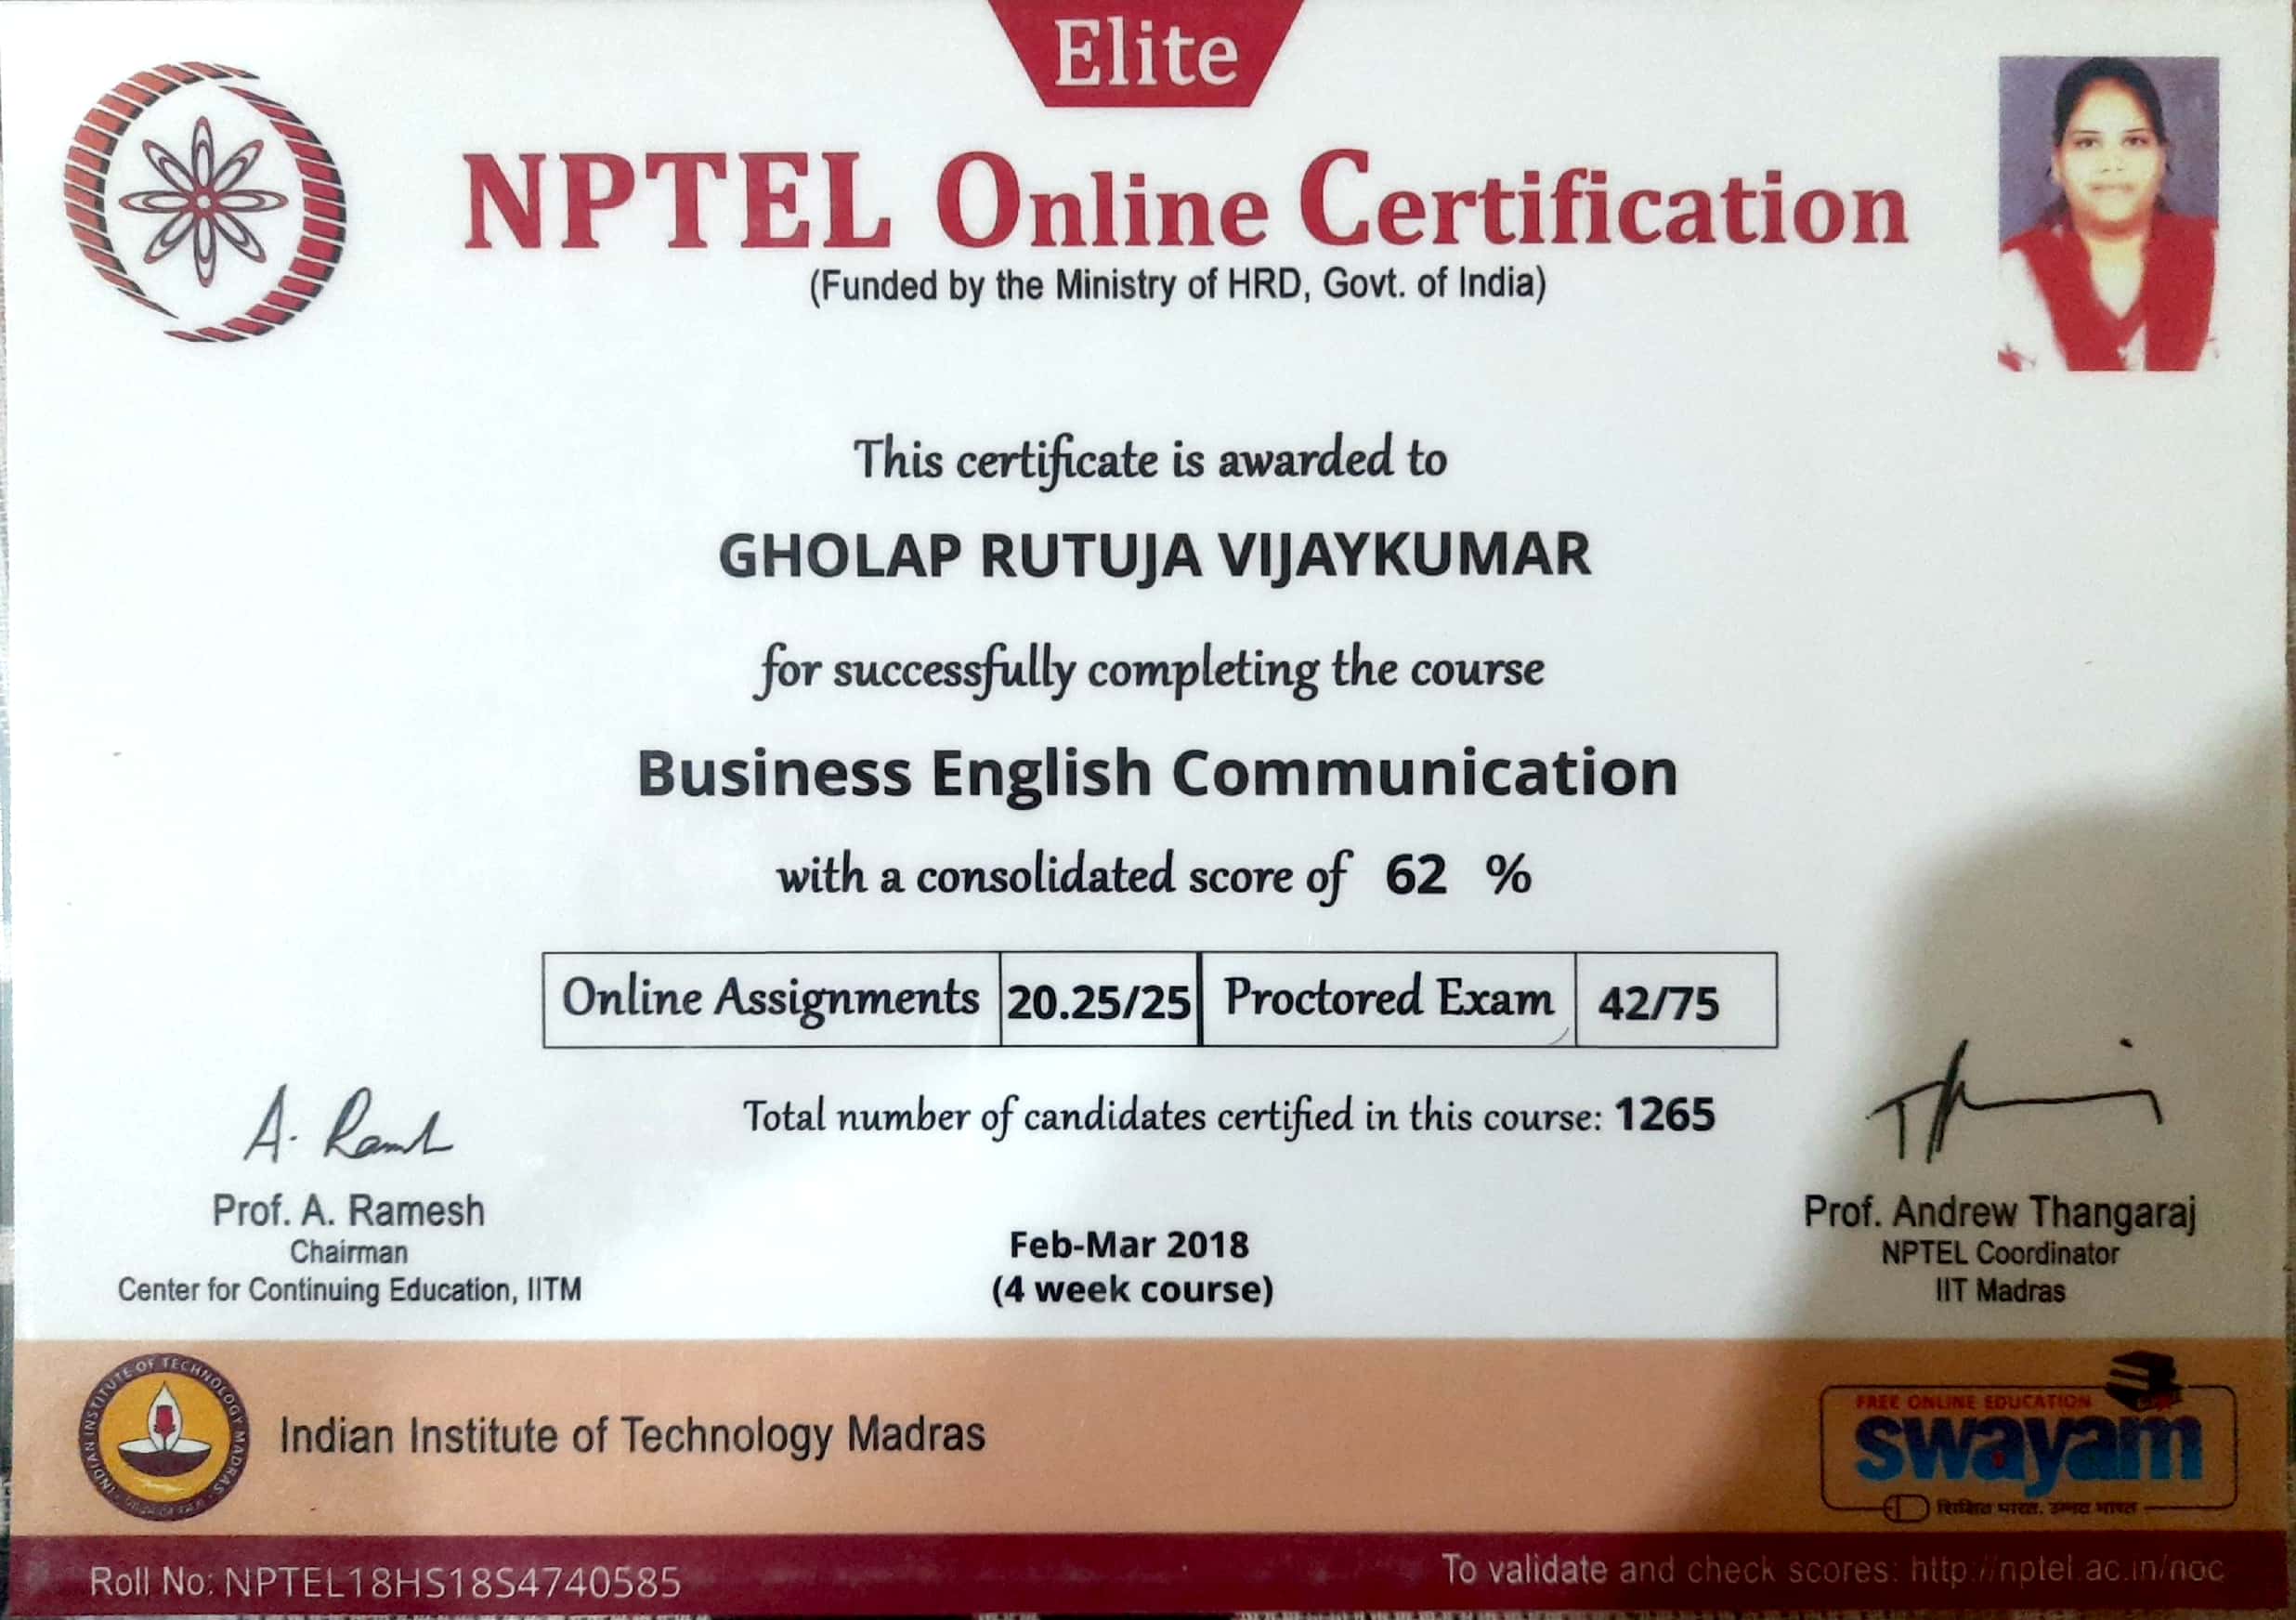 Elite
NPTEL Online Certification
(Funded by the Ministry of HRD, Govt. of India)
This certificate is awarded to
GHOLAP RUTUJA VIJAYKUMAR
for successfully completing the course
Business English Communication
with a consolidated score of 62 %
Online Assignments 20.25/25 Proctored Exam 42/75
Total number of candidates certified in this course: 1265
A. Ramesh
Prof. A. Ramesh
Chairman
Center for Continuing Education, IITM
Feb-Mar 2018
(4 week course)
Prof. Andrew Thangaraj
NPTEL Coordinator
IIT Madras
INDIAN INSTITUTE OF TECHNOLOGY MADRAS
Indian Institute of Technology Madras
FREE ONLINE EDUCATION
swayam
शिक्षित भारत, उन्नत भारत
Roll No: NPTEL18HS18S4740585
To validate and check scores: http://nptel.ac.in/noc